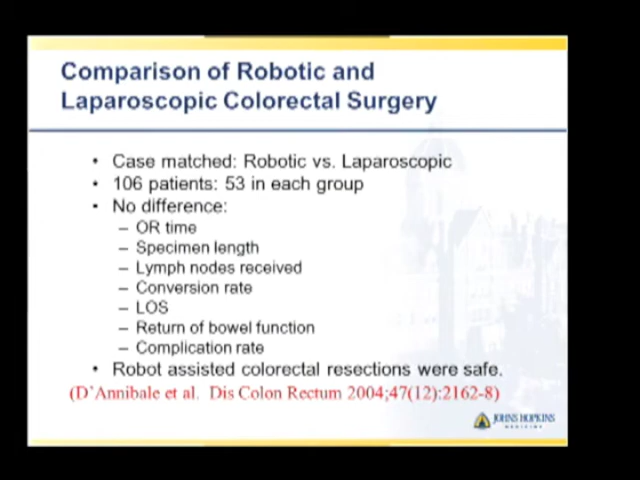 Comparison of Robotic and
Laparoscopic Colorectal Surgery
• Case matched: Robotic vs. Laparoscopic
• 106 patients: 53 in each group
• No difference:
– OR time
– Specimen length
– Lymph nodes received
– Conversion rate
– LOS
– Return of bowel function
– Complication rate
• Robot assisted colorectal resections were safe.
(D'Annibale et al. Dis Colon Rectum 2004;47(12):2162-8)
JOHNS HOPKINS
MEDICINE